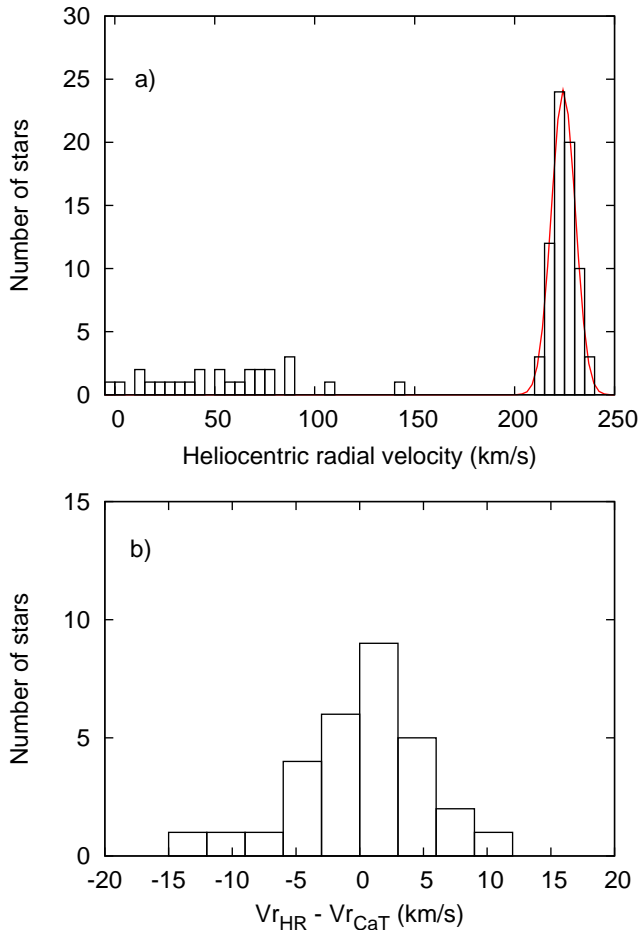 30
25
20
15
10
5
0
Number of stars
a)
0 50 100 150 200 250
Heliocentric radial velocity (km/s)
15
10
5
0
Number of stars
b)
-20 -15 -10 -5 0 5 10 15 20
Vr_HR - Vr_CaT (km/s)